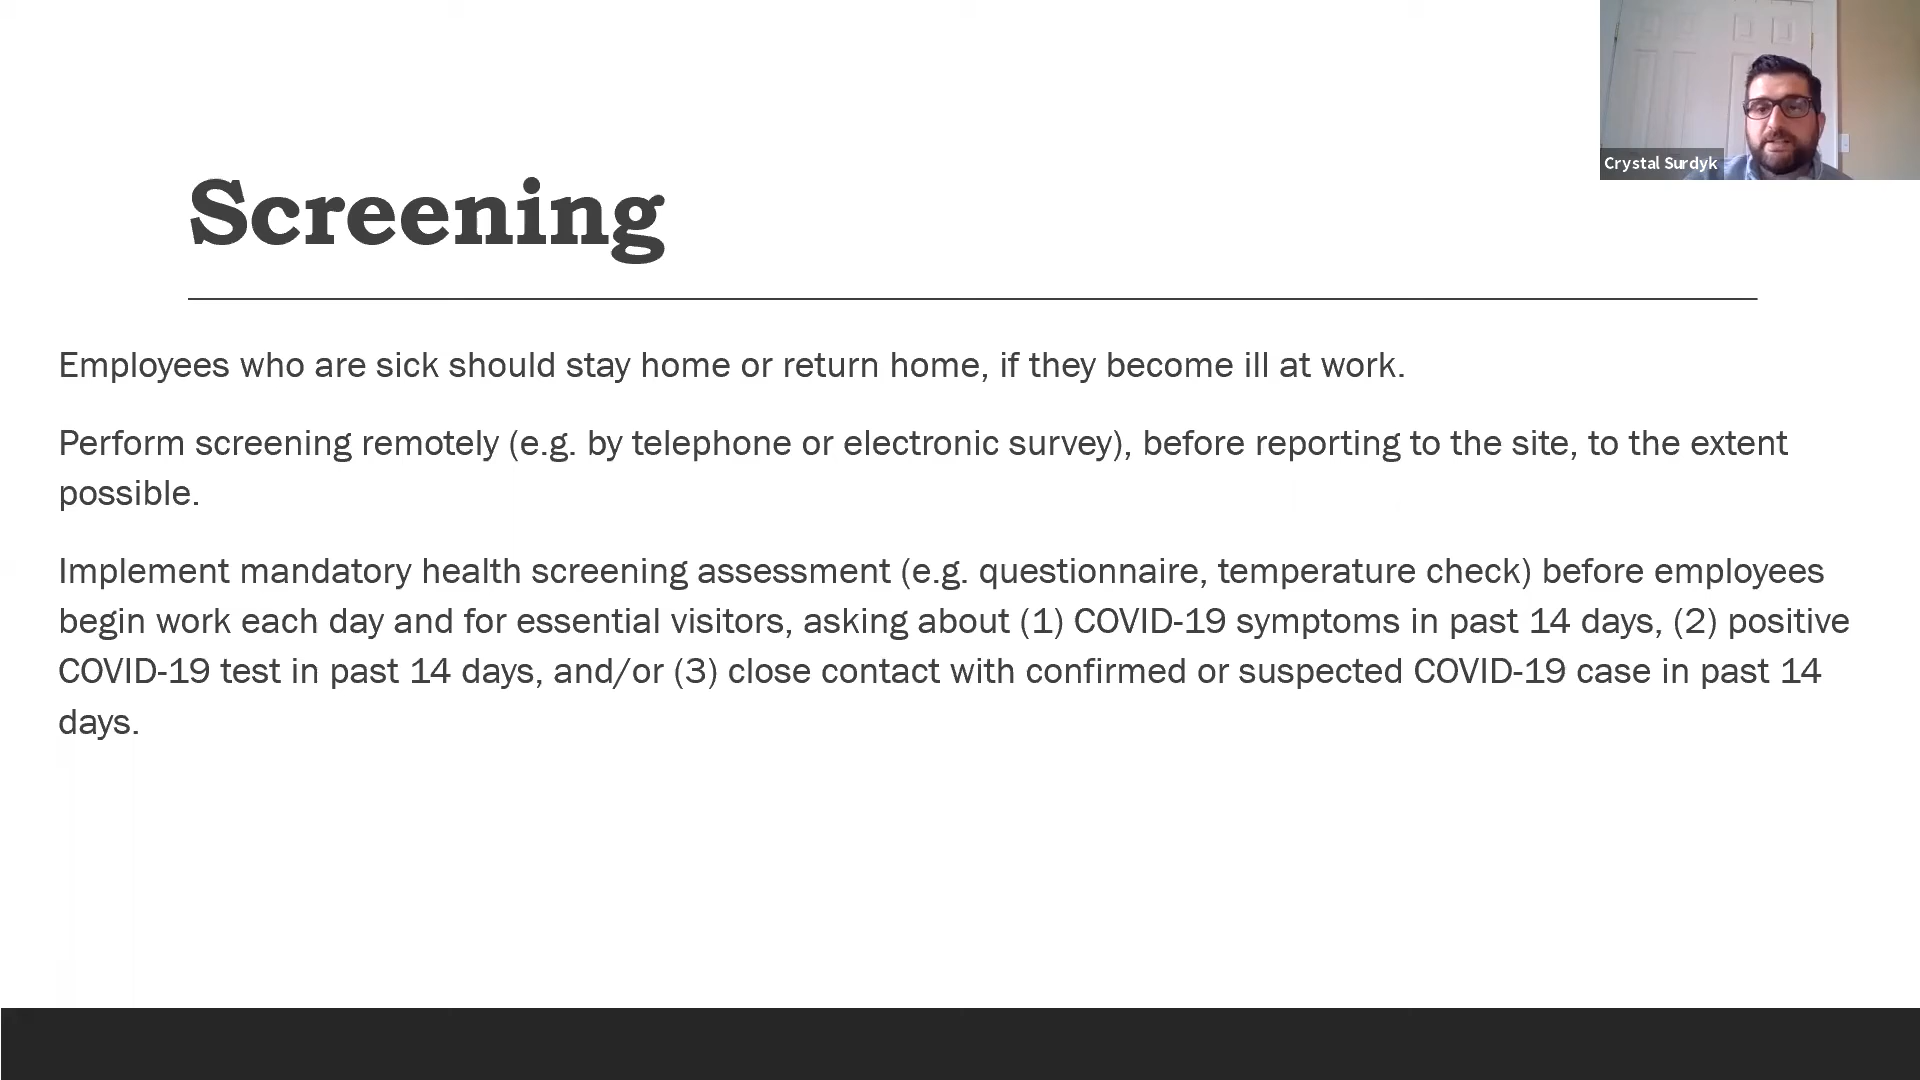 Crystal Surdyk
Screening
Employees who are sick should stay home or return home, if they become ill at work.
Perform screening remotely (e.g. by telephone or electronic survey), before reporting to the site, to the extent
possible.
Implement mandatory health screening assessment (e.g. questionnaire, temperature check) before employees
begin work each day and for essential visitors, asking about (1) COVID-19 symptoms in past 14 days, (2) positive
COVID-19 test in past 14 days, and/or (3) close contact with confirmed or suspected COVID-19 case in past 14
days.